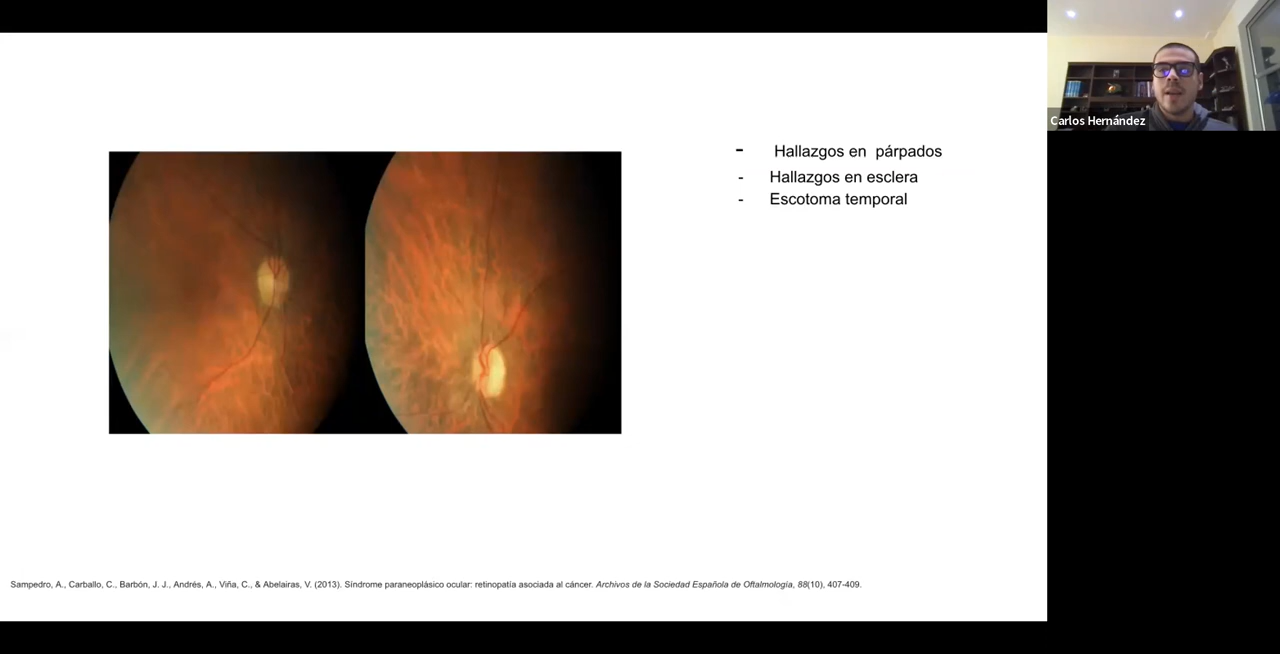 Carlos Hernández
- Hallazgos en párpados
- Hallazgos en esclera
- Escotoma temporal
Sampedro, A., Carballo, C., Barbón, J. J., Andrés, A., Viña, C., & Abelairas, V. (2013). Síndrome paraneoplásico ocular: retinopatía asociada al cáncer. Archivos de la Sociedad Española de Oftalmología, 88(10), 407-409.